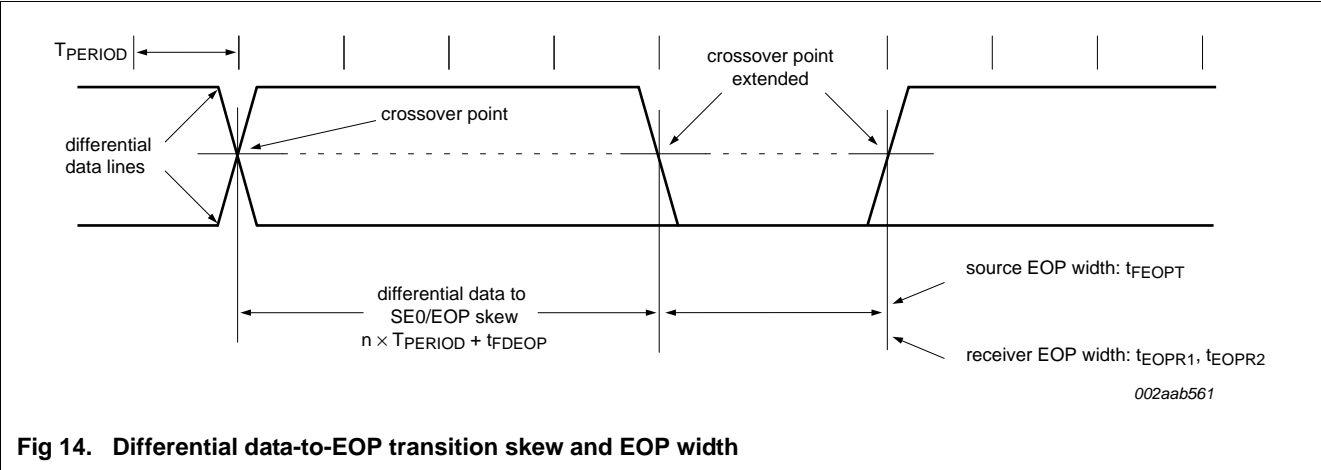 TPERIOD
crossover point
extended
crossover point
differential
data lines
differential data to
SE0/EOP skew
n × TPERIOD + tFDEOP
source EOP width: tFEOPT
receiver EOP width: tEOPR1, tEOPR2
002aab561
Fig 14. Differential data-to-EOP transition skew and EOP width